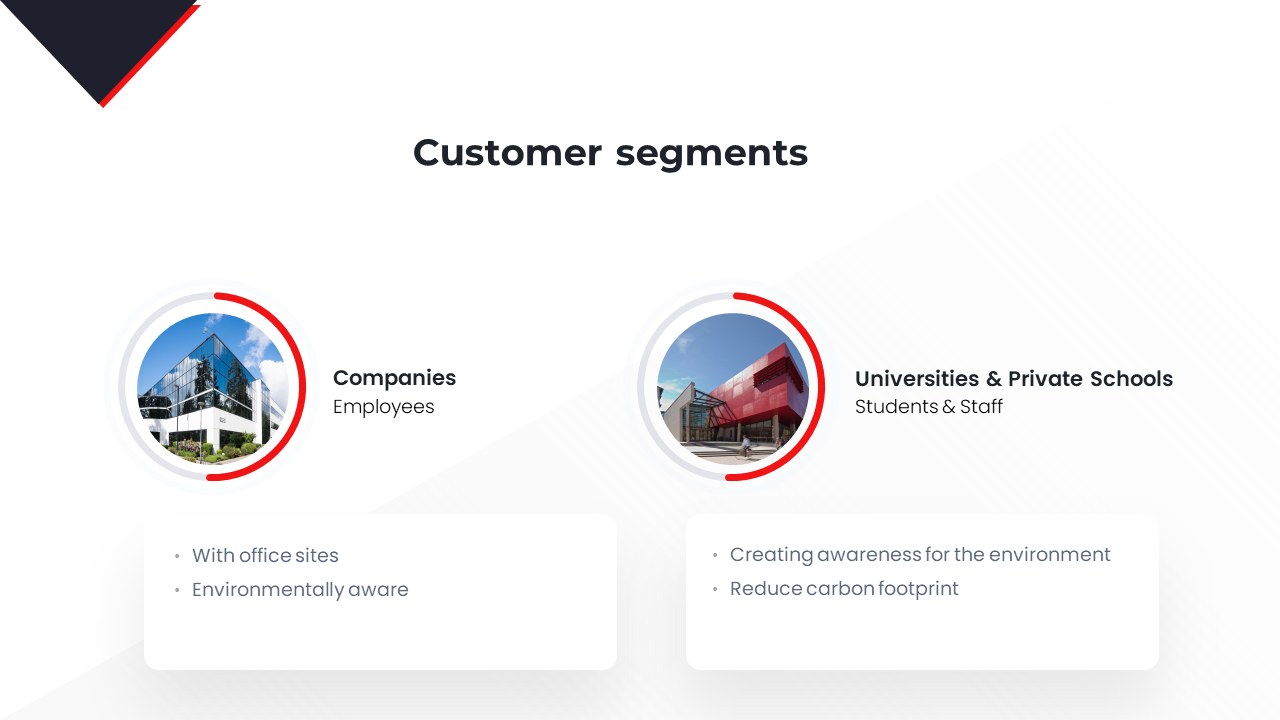 Customer segments
Companies
Employees
Universities & Private Schools
Students & Staff
• With office sites
• Environmentally aware
• Creating awareness for the environment
• Reduce carbon footprint